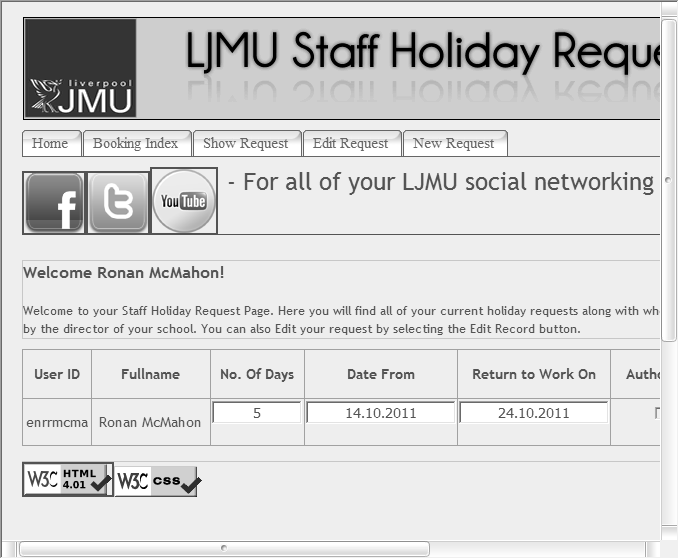 liverpool
JMU
LJMU Staff Holiday Reque
Home Booking Index Show Request Edit Request New Request
f t YouTube - For all of your LJMU social networking
Welcome Ronan McMahon!
Welcome to your Staff Holiday Request Page. Here you will find all of your current holiday requests along with whe
by the director of your school. You can also Edit your request by selecting the Edit Record button.
User ID Fullname No. Of Days Date From Return to Work On Autho
enrrmcma Ronan McMahon 5 14.10.2011 24.10.2011
W3C HTML 4.01 W3C css